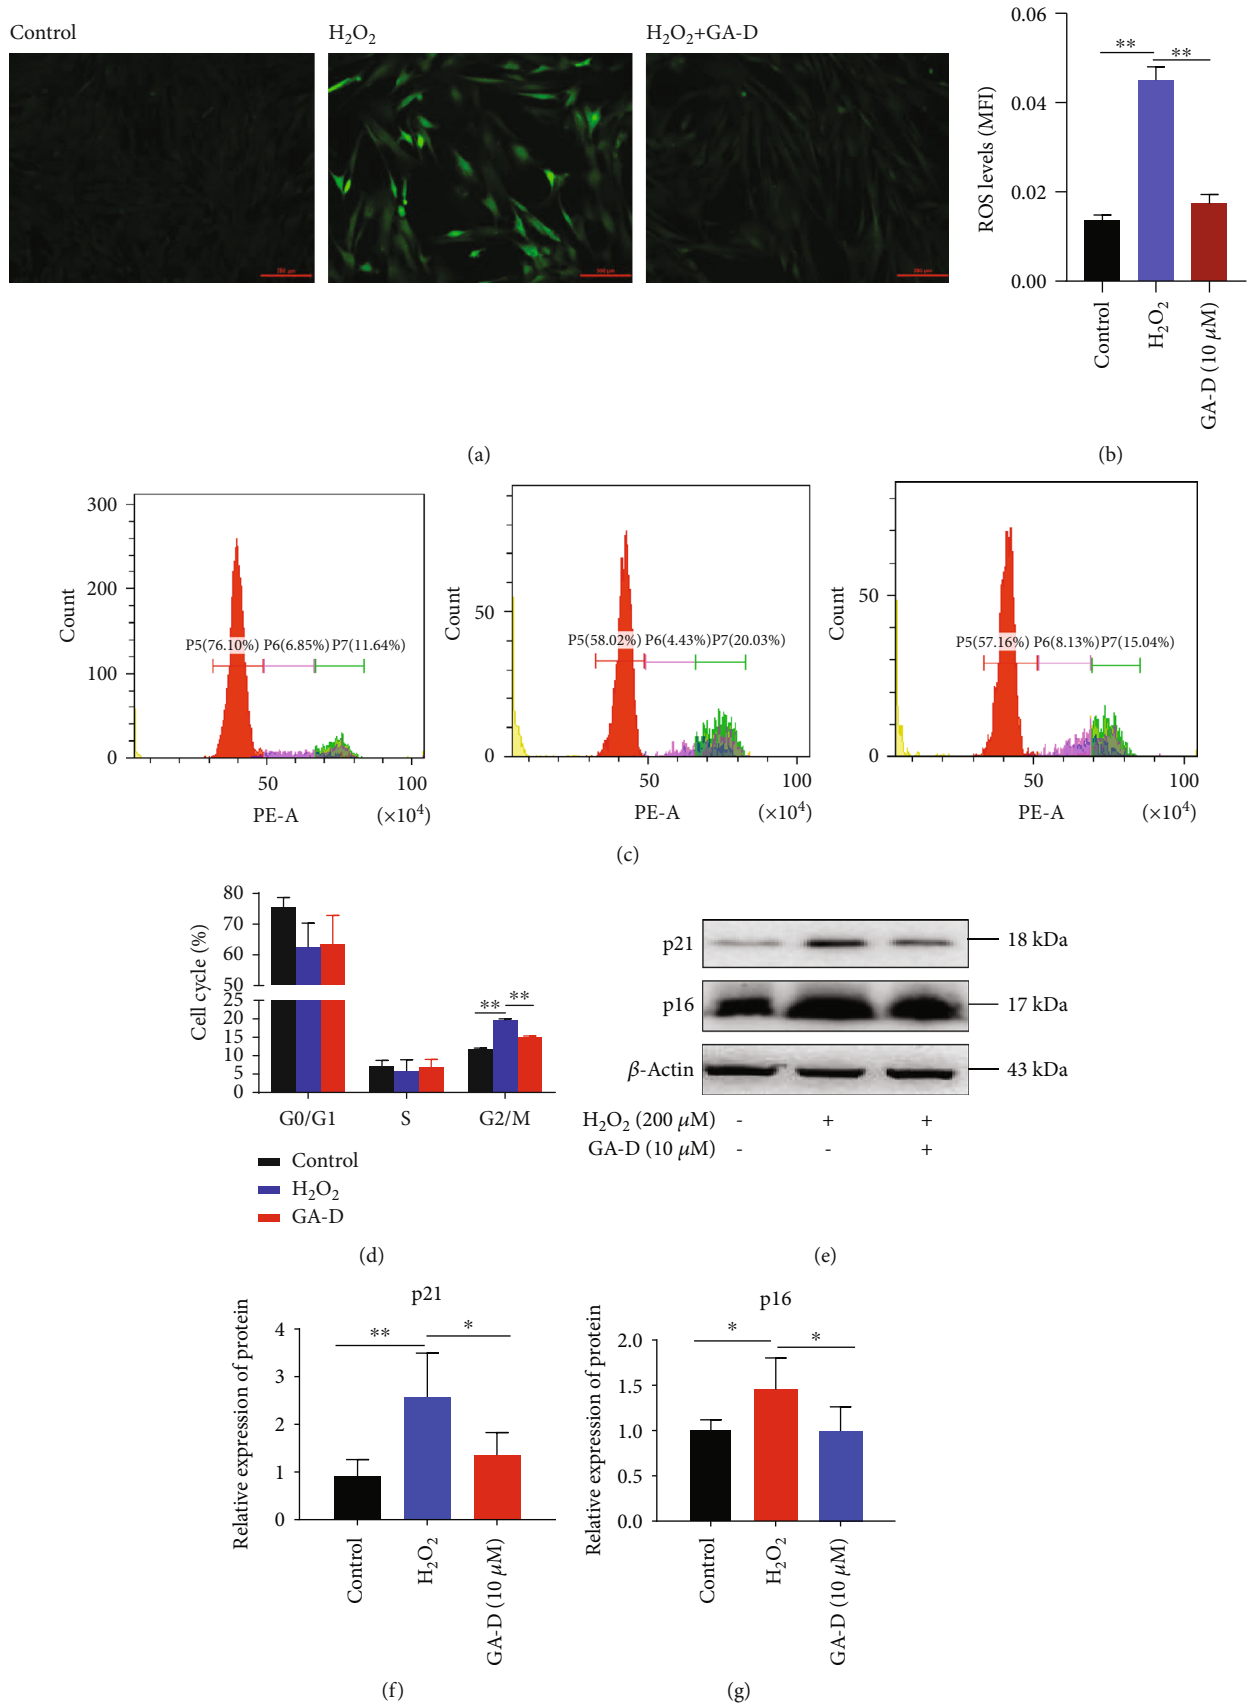 Control
H₂O₂
H₂O₂+GA-D
200 μm
(a)
ROS levels (MFI)
0.06
0.04
0.02
0.00
** **
Control
H₂O₂
GA-D (10 μM)
(b)
Count
300
200
100
0
P5(76.10%) P6(6.85%) P7(11.64%)
50 100
PE-A (×10⁴)
Count
50
0
P5(58.02%) P6(4.43%) P7(20.03%)
50 100
PE-A (×10⁴)
Count
50
0
P5(57.16%) P6(8.13%) P7(15.04%)
50 100
PE-A (×10⁴)
(c)
Cell cycle (%)
80
70
60
50
25
20
15
10
5
0
** **
G0/G1 S G2/M
Control
H₂O₂
GA-D
(d)
p21 18 kDa
p16 17 kDa
β-Actin 43 kDa
H₂O₂ (200 μM) - + +
GA-D (10 μM) - - +
(e)
p21
Relative expression of protein
4
3
2
1
0
** *
Control
H₂O₂
GA-D (10 μM)
(f)
p16
Relative expression of protein
2.0
1.5
1.0
0.5
0.0
* *
Control
H₂O₂
GA-D (10 μM)
(g)